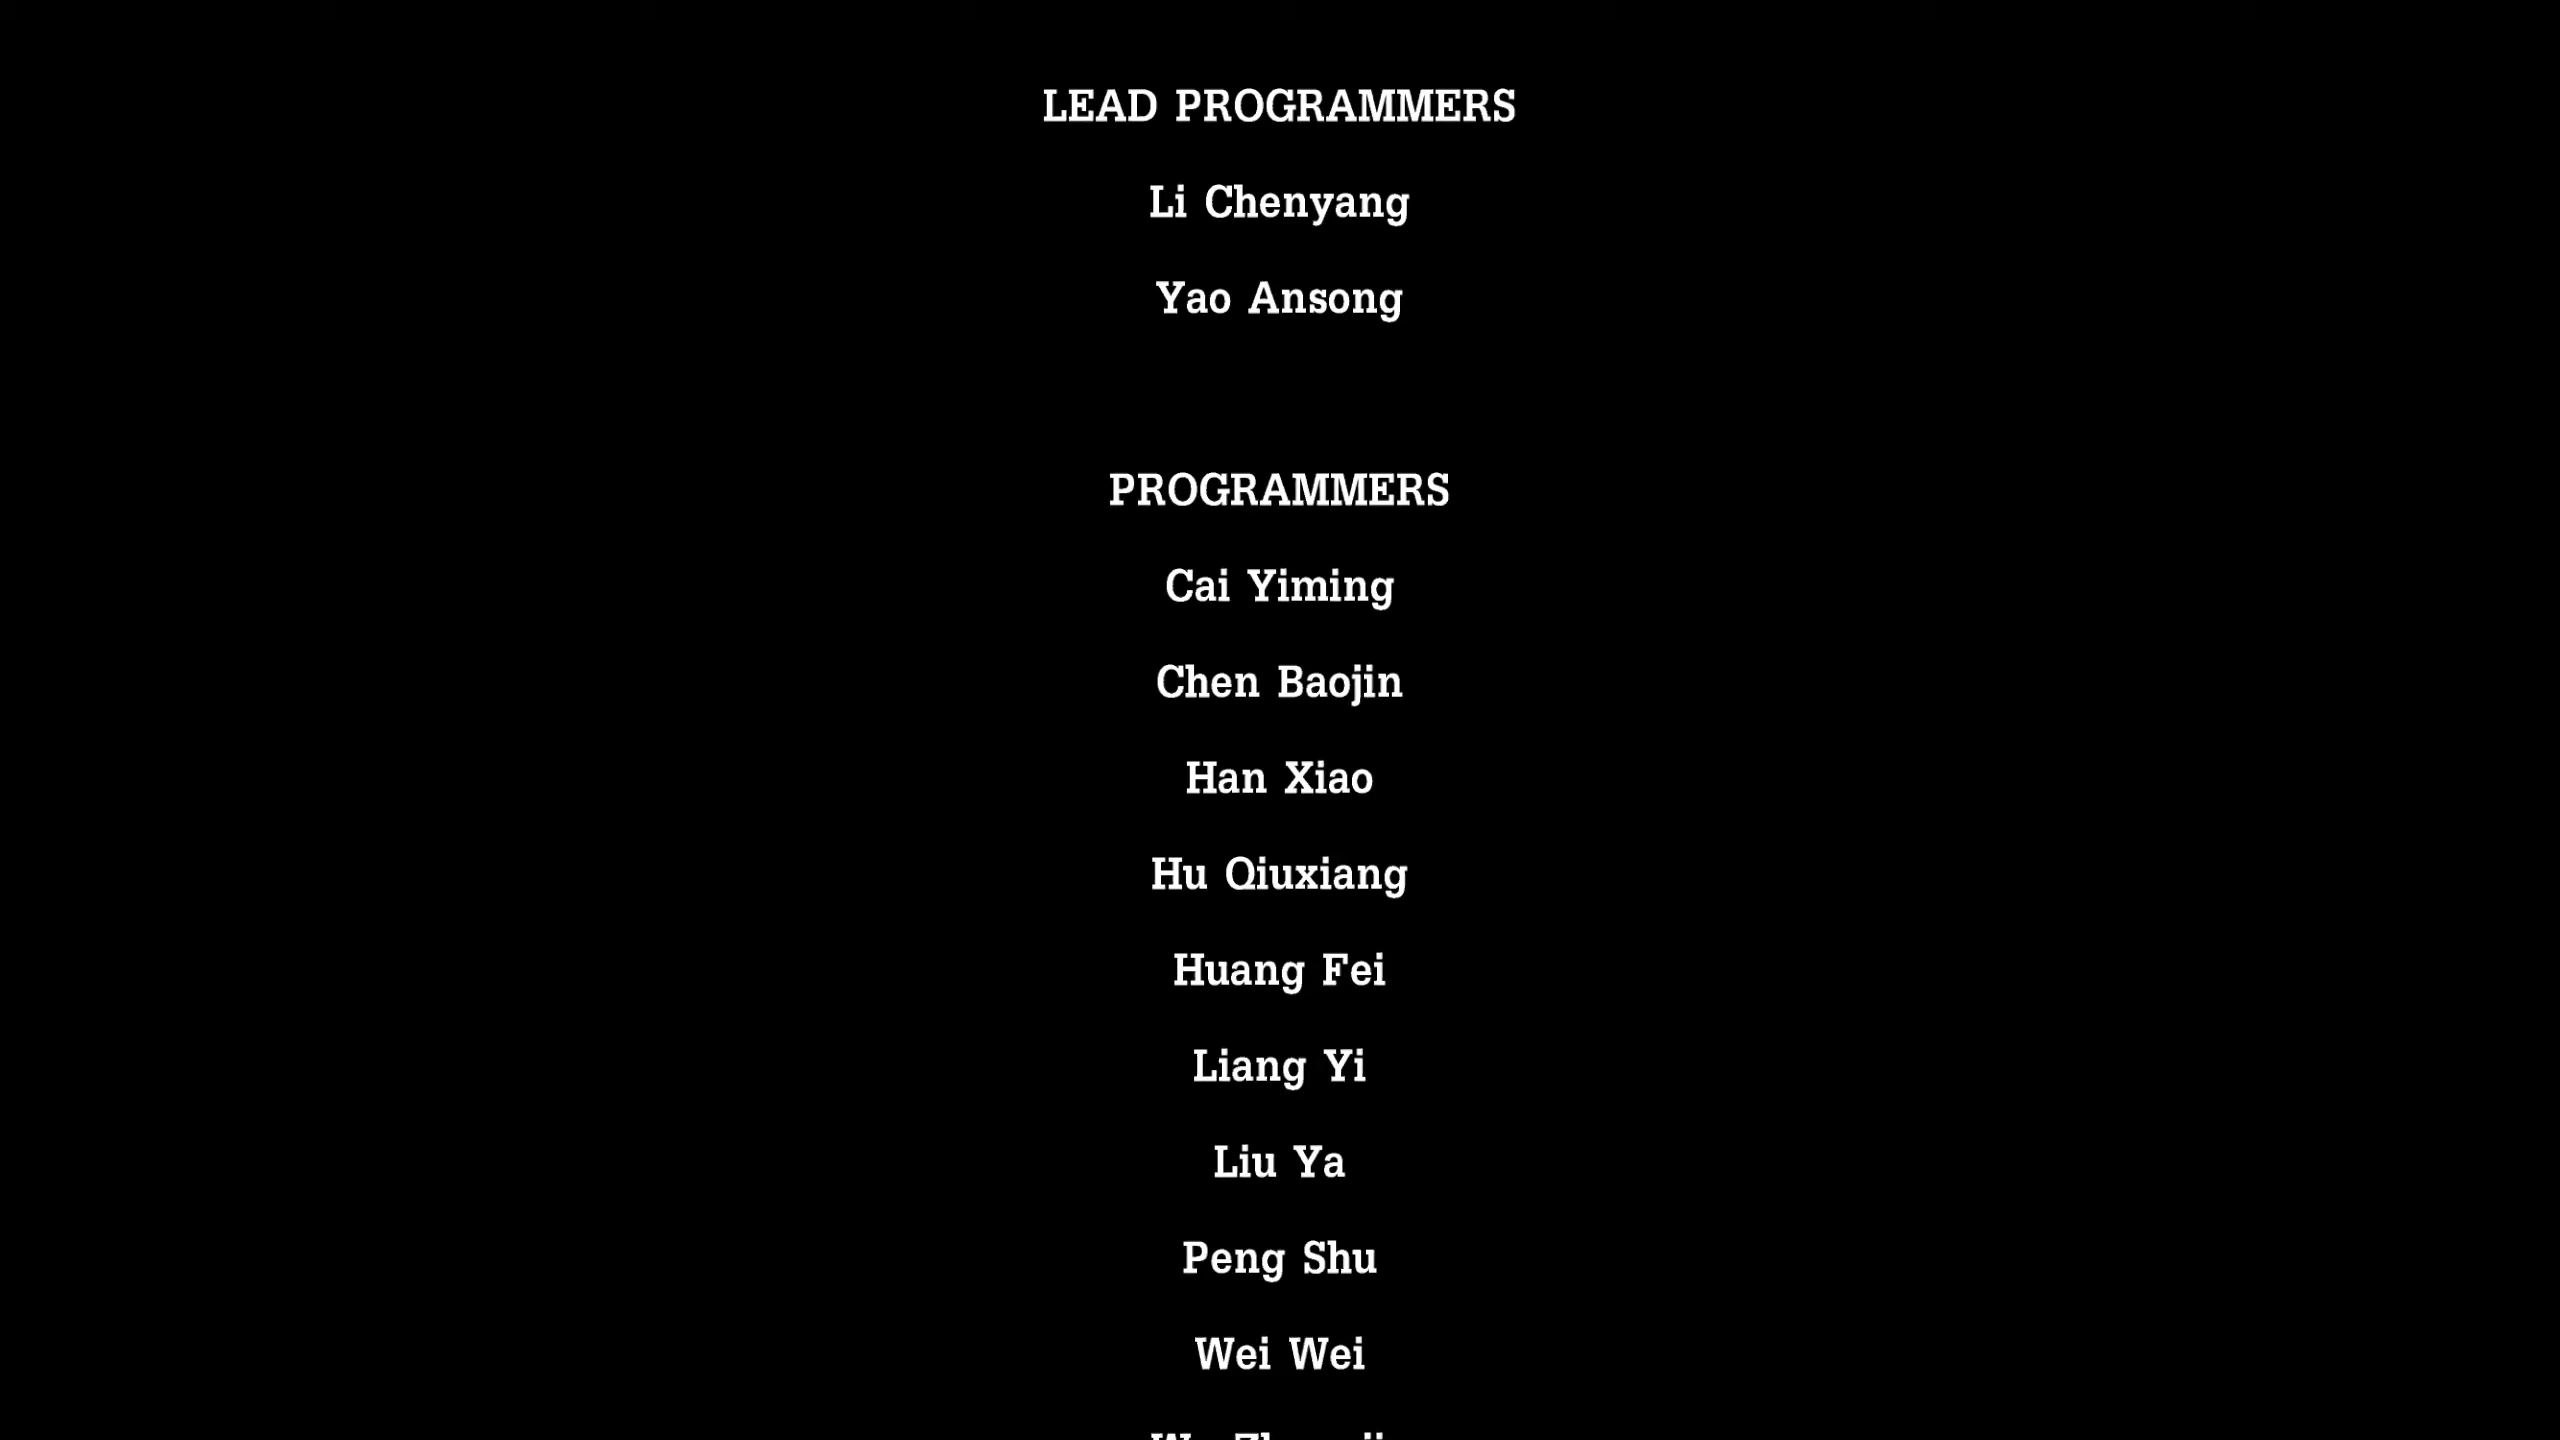 LEAD PROGRAMMERS
Li Chenyang
Yao Ansong
PROGRAMMERS
Cai Yiming
Chen Baojin
Han Xiao
Hu Qiuxiang
Huang Fei
Liang Yi
Liu Ya
Peng Shu
Wei Wei